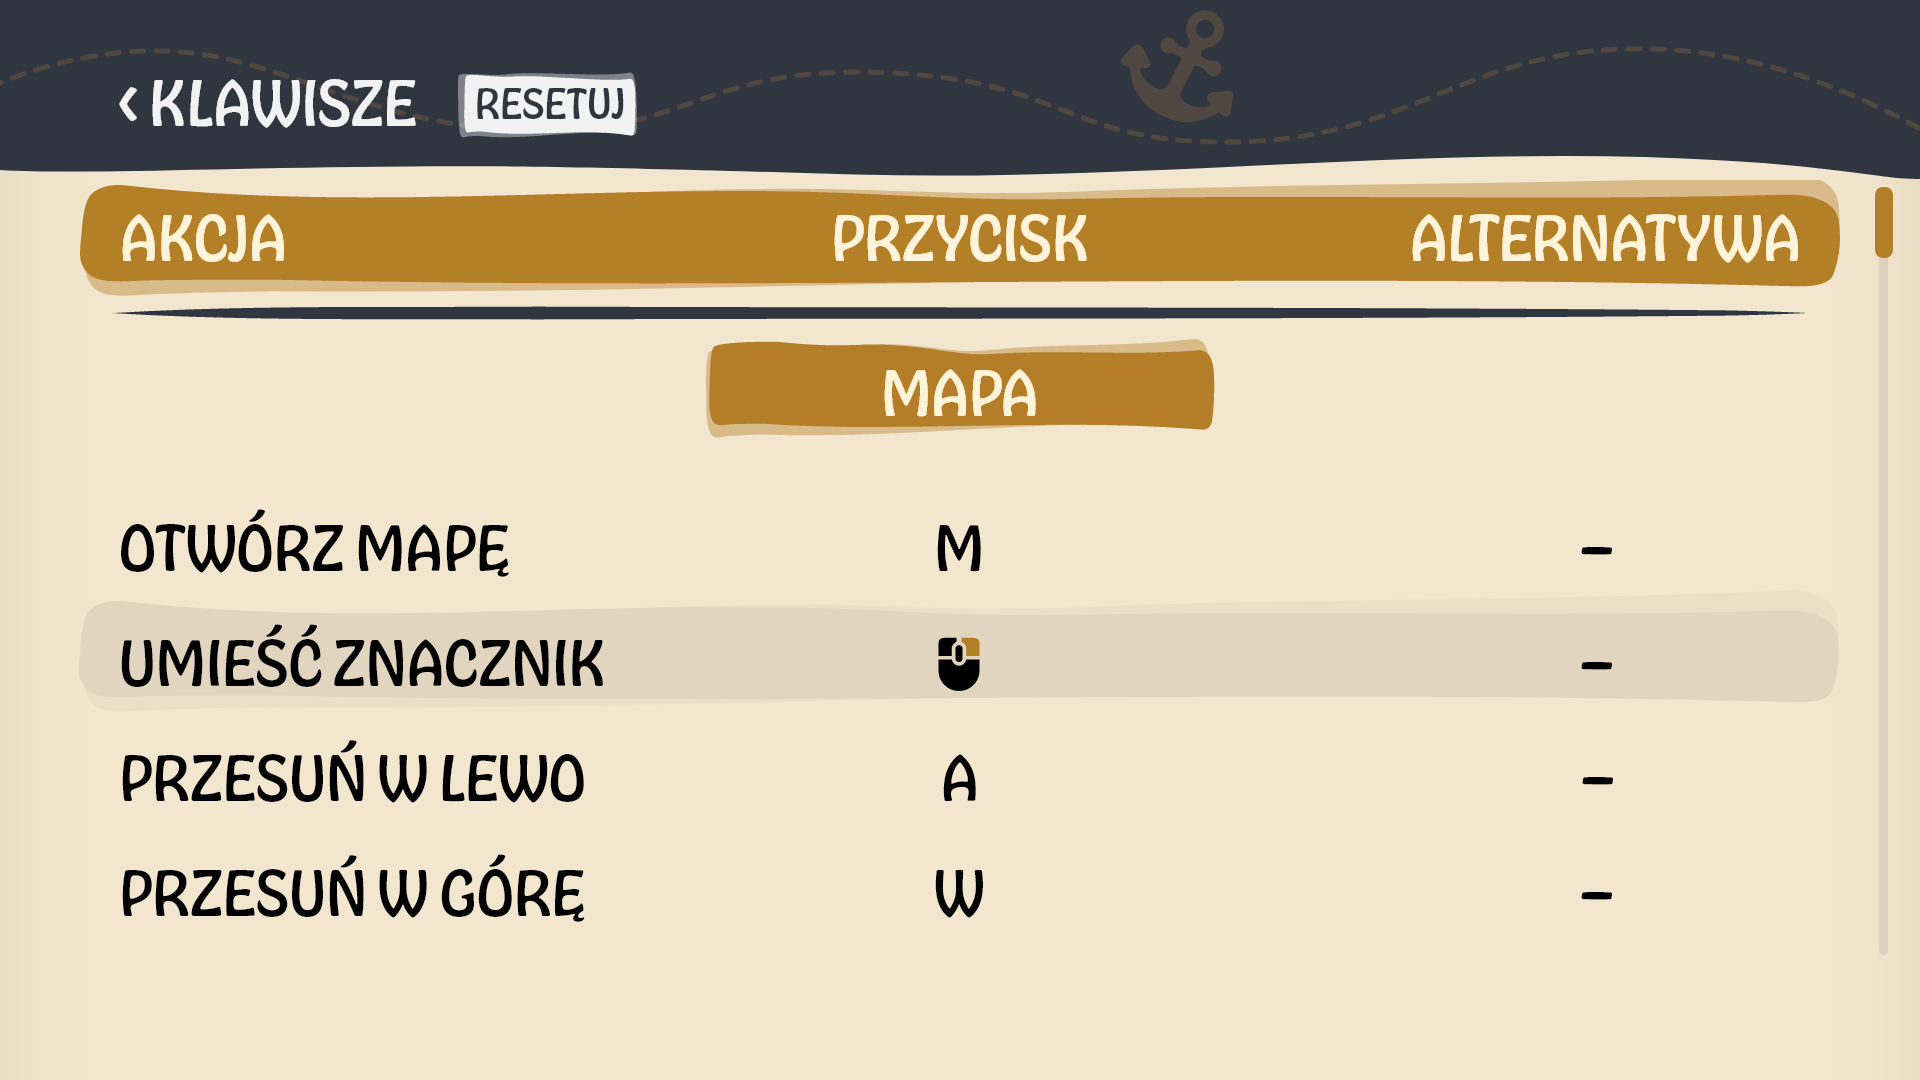 ‹ KLAWISZE RESETUJ
AKCJA PRZYCISK ALTERNATYWA
MAPA
OTWÓRZ MAPĘ M –
UMIEŚĆ ZNACZNIK –
PRZESUŃ W LEWO A –
PRZESUŃ W GÓRĘ W –